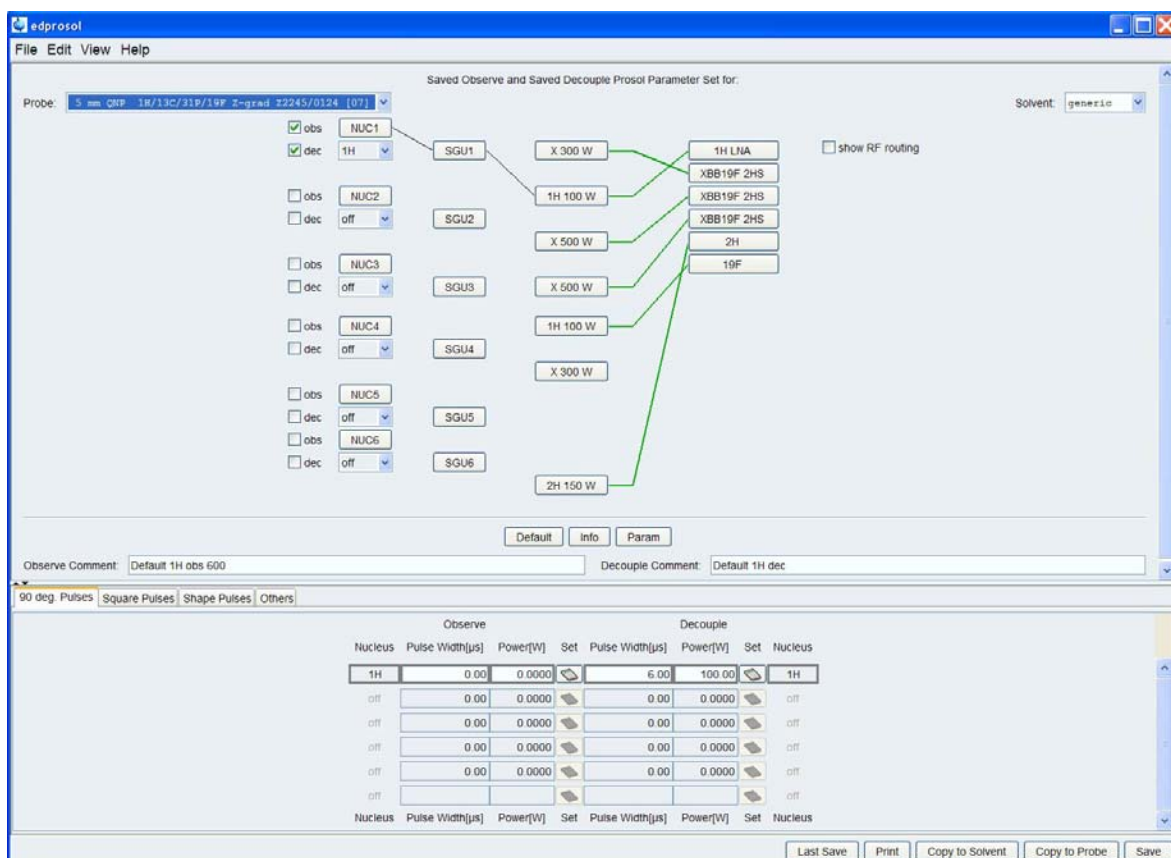 edprosol
File Edit View Help
Saved Observe and Saved Decouple Prosol Parameter Set for:
Probe: 5 mm QNP 1H/13C/31P/19F Z-grad Z2245/0124 [07] Solvent: generic
obs NUC1
dec 1H SGU1 X 300 W 1H LNA show RF routing
XBB19F 2HS
obs NUC2 1H 100 W XBB19F 2HS
dec off SGU2 XBB19F 2HS
X 500 W 2H
obs NUC3 19F
dec off SGU3 X 500 W
obs NUC4 1H 100 W
dec off SGU4
X 300 W
obs NUC5
dec off SGU5
obs NUC6
dec off SGU6
2H 150 W
Default Info Param
Observe Comment: Default 1H obs 600 Decouple Comment: Default 1H dec
90 deg. Pulses Square Pulses Shape Pulses Others
Observe Decouple
Nucleus Pulse Width[µs] Power[W] Set Pulse Width[µs] Power[W] Set Nucleus
1H 0.00 0.0000 6.00 100.00 1H
off 0.00 0.0000 0.00 0.0000 off
off 0.00 0.0000 0.00 0.0000 off
off 0.00 0.0000 0.00 0.0000 off
off 0.00 0.0000 0.00 0.0000 off
off off
Nucleus Pulse Width[µs] Power[W] Set Pulse Width[µs] Power[W] Set Nucleus
Last Save Print Copy to Solvent Copy to Probe Save